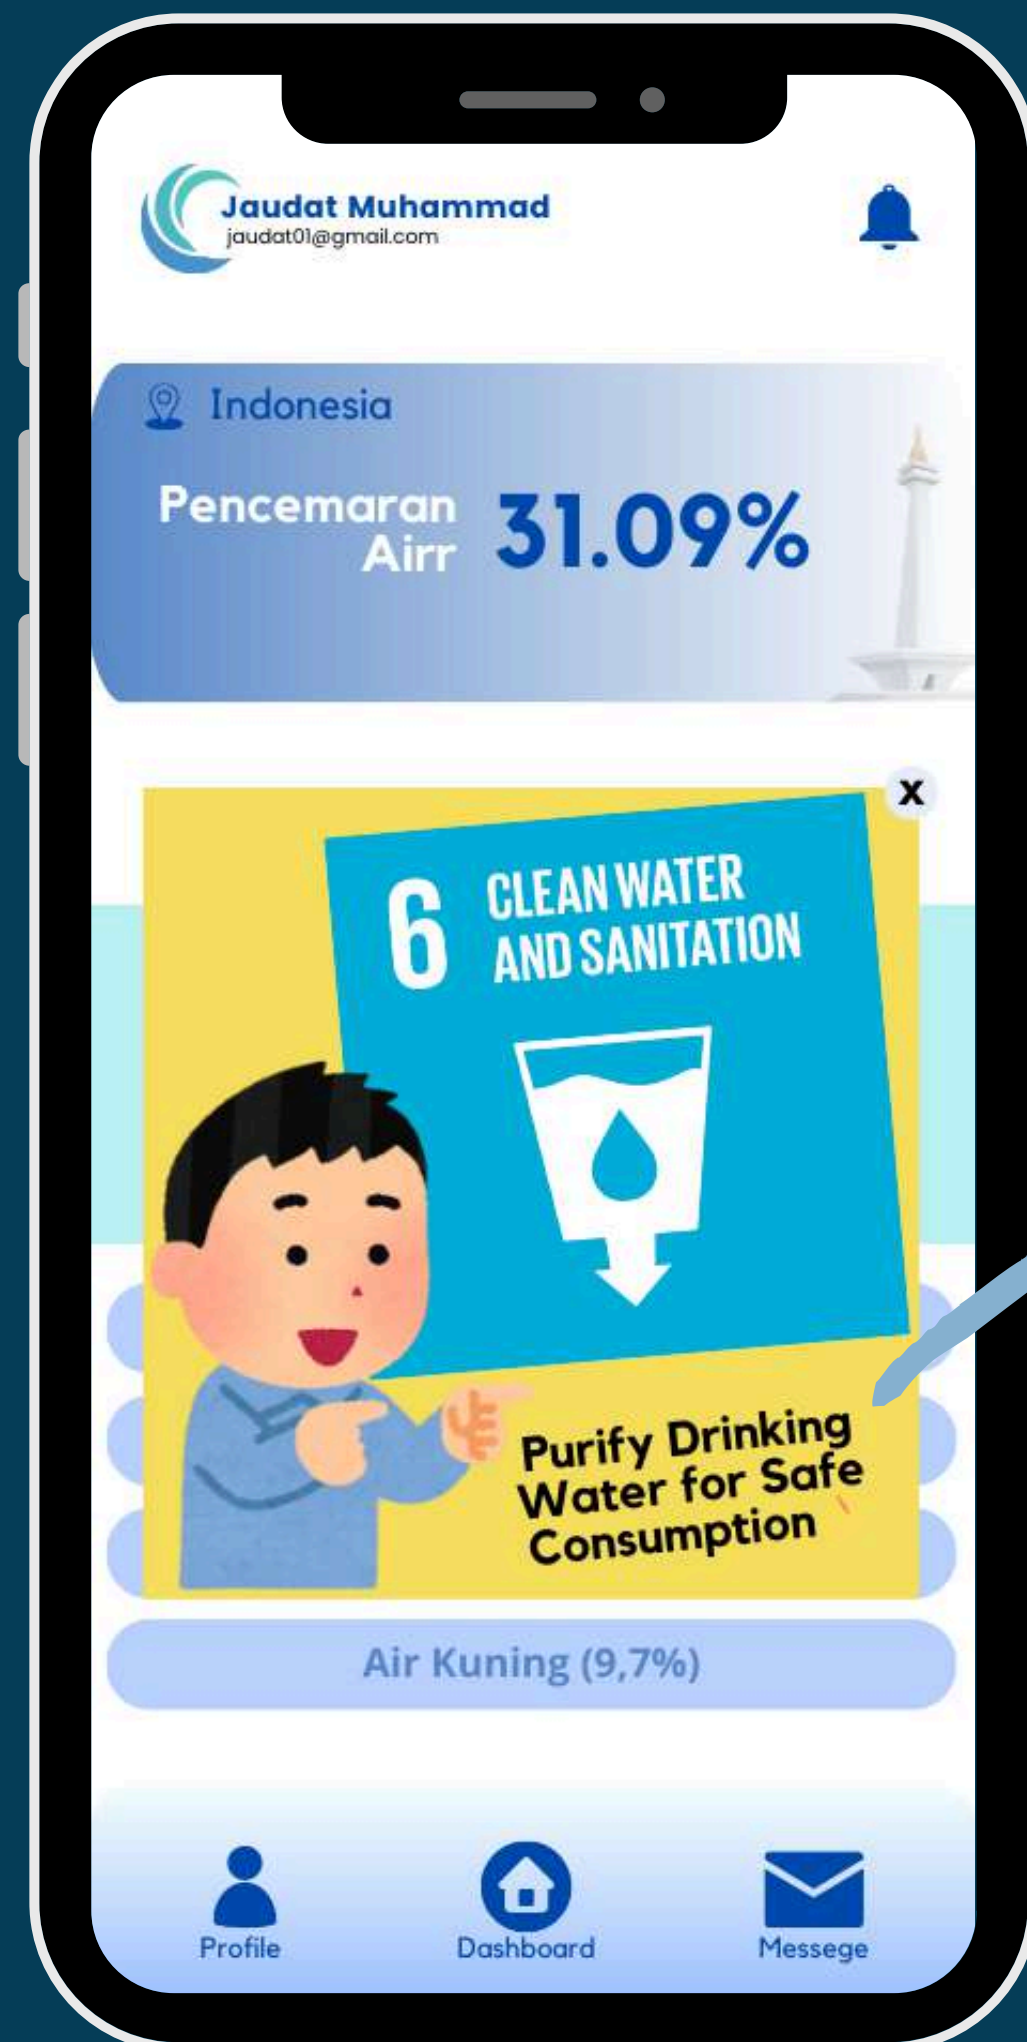 Jaudat Muhammad
jaudat01@gmail.com
Indonesia
Pencemaran
Airr
31.09%
X
6 CLEAN WATER
AND SANITATION
Purify Drinking
Water for Safe
Consumption
Air Kuning (9,7%)
Profile
Dashboard
Messege